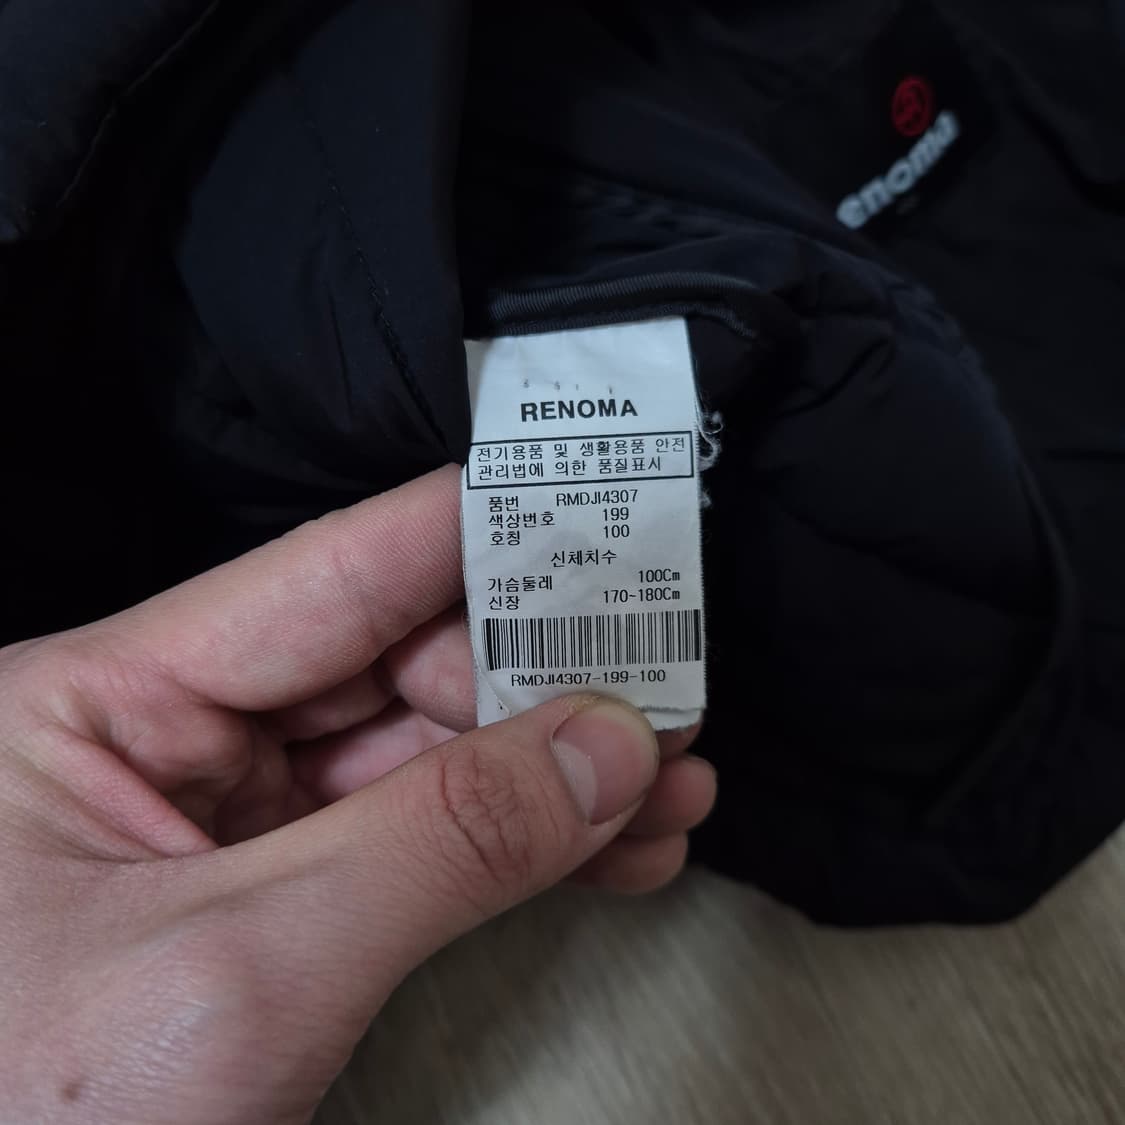 enoma
RENOMA
전기용품 및 생활용품 안전
관리법에 의한 품질표시
품번 RMDJI4307
색상번호 199
호칭 100
신체치수
가슴둘레 100Cm
신장 170~180Cm
RMDJI4307-199-100